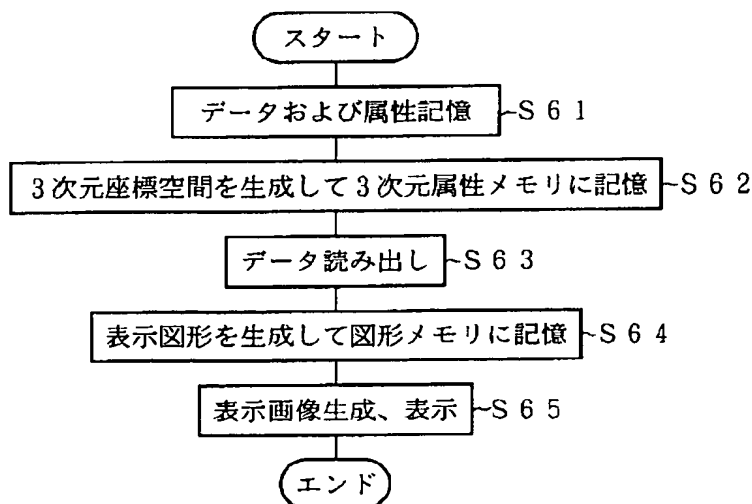 スタート
データおよび属性記憶 S61
3次元座標空間を生成して3次元属性メモリに記憶 S62
データ読み出し S63
表示図形を生成して図形メモリに記憶 S64
表示画像生成、表示 S65
エンド